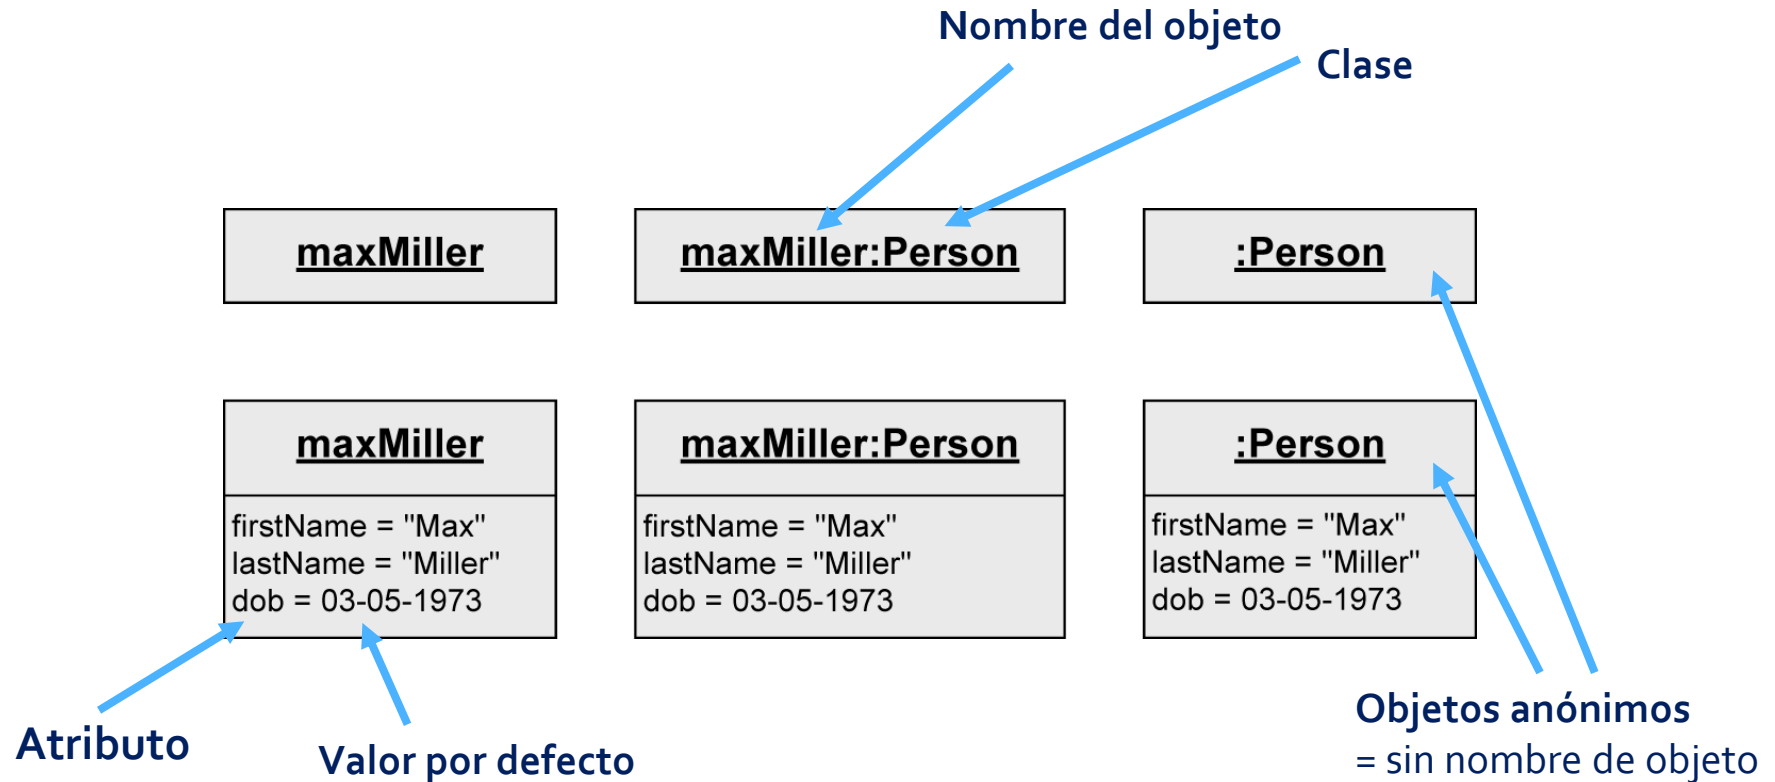 Nombre del objeto
Clase
maxMiller
maxMiller:Person
:Person
maxMiller
firstName = "Max"
lastName = "Miller"
dob = 03-05-1973
maxMiller:Person
firstName = "Max"
lastName = "Miller"
dob = 03-05-1973
:Person
firstName = "Max"
lastName = "Miller"
dob = 03-05-1973
Atributo
Valor por defecto
Objetos anónimos
= sin nombre de objeto